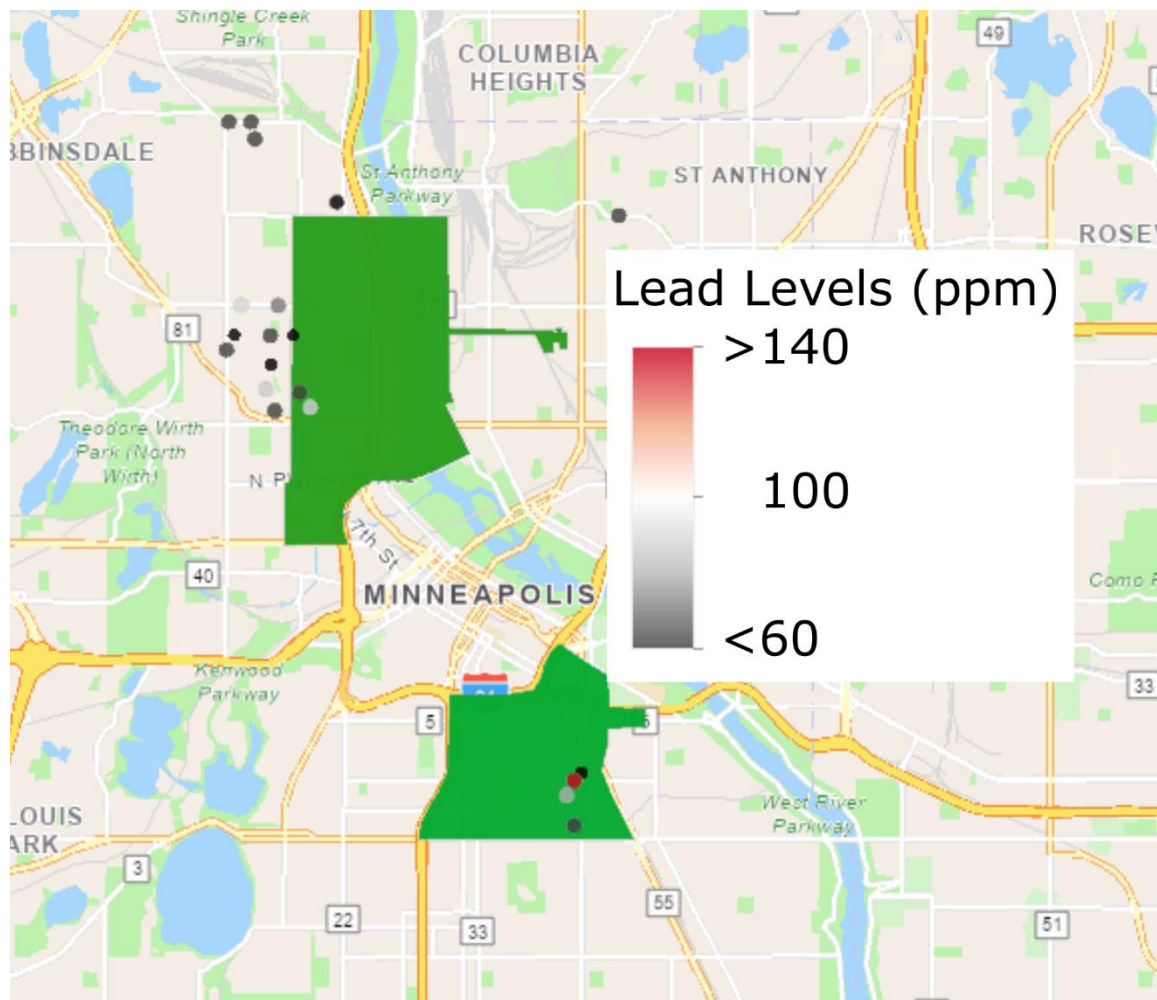 Shingle Creek
Park
COLUMBIA
HEIGHTS
49
BBINSDALE
St Anthony
Parkway
ST ANTHONY
ROSEV
Lead Levels (ppm)
>140
100
<60
81
Theodore Wirth
Park (North
Wirth)
7th St
40
MINNEAPOLIS
Como
Kenwood
Parkway
33
5
LOUIS
ARK
West River
Parkway
3
22
33
55
51